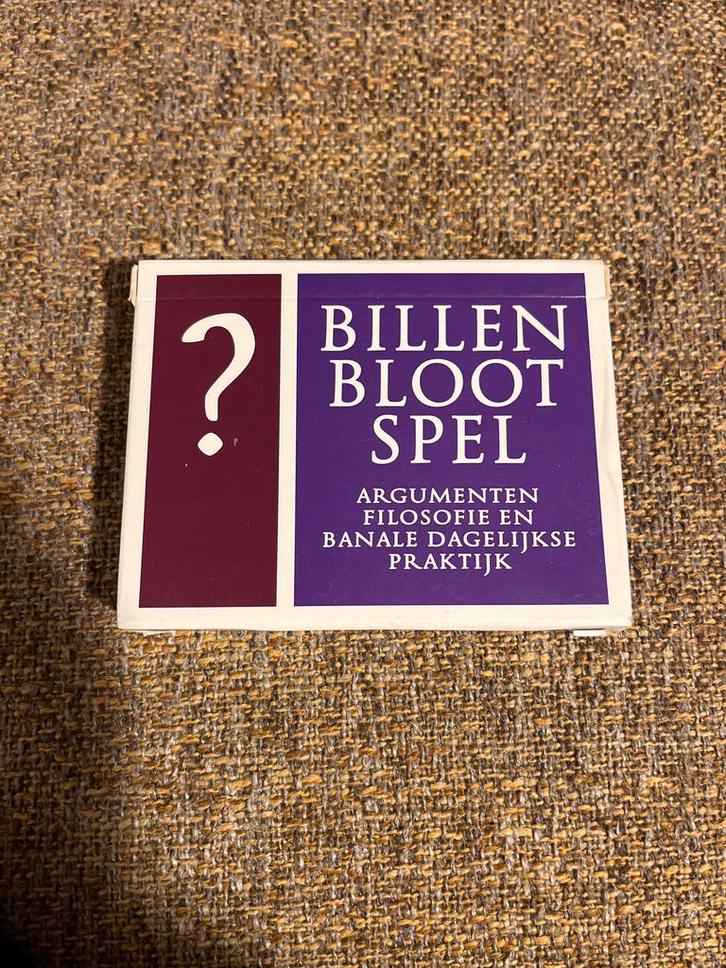 ?
BILLEN
BLOOT
SPEL
ARGUMENTEN
FILOSOFIE EN
BANALE DAGELIJKSE
PRAKTIJK